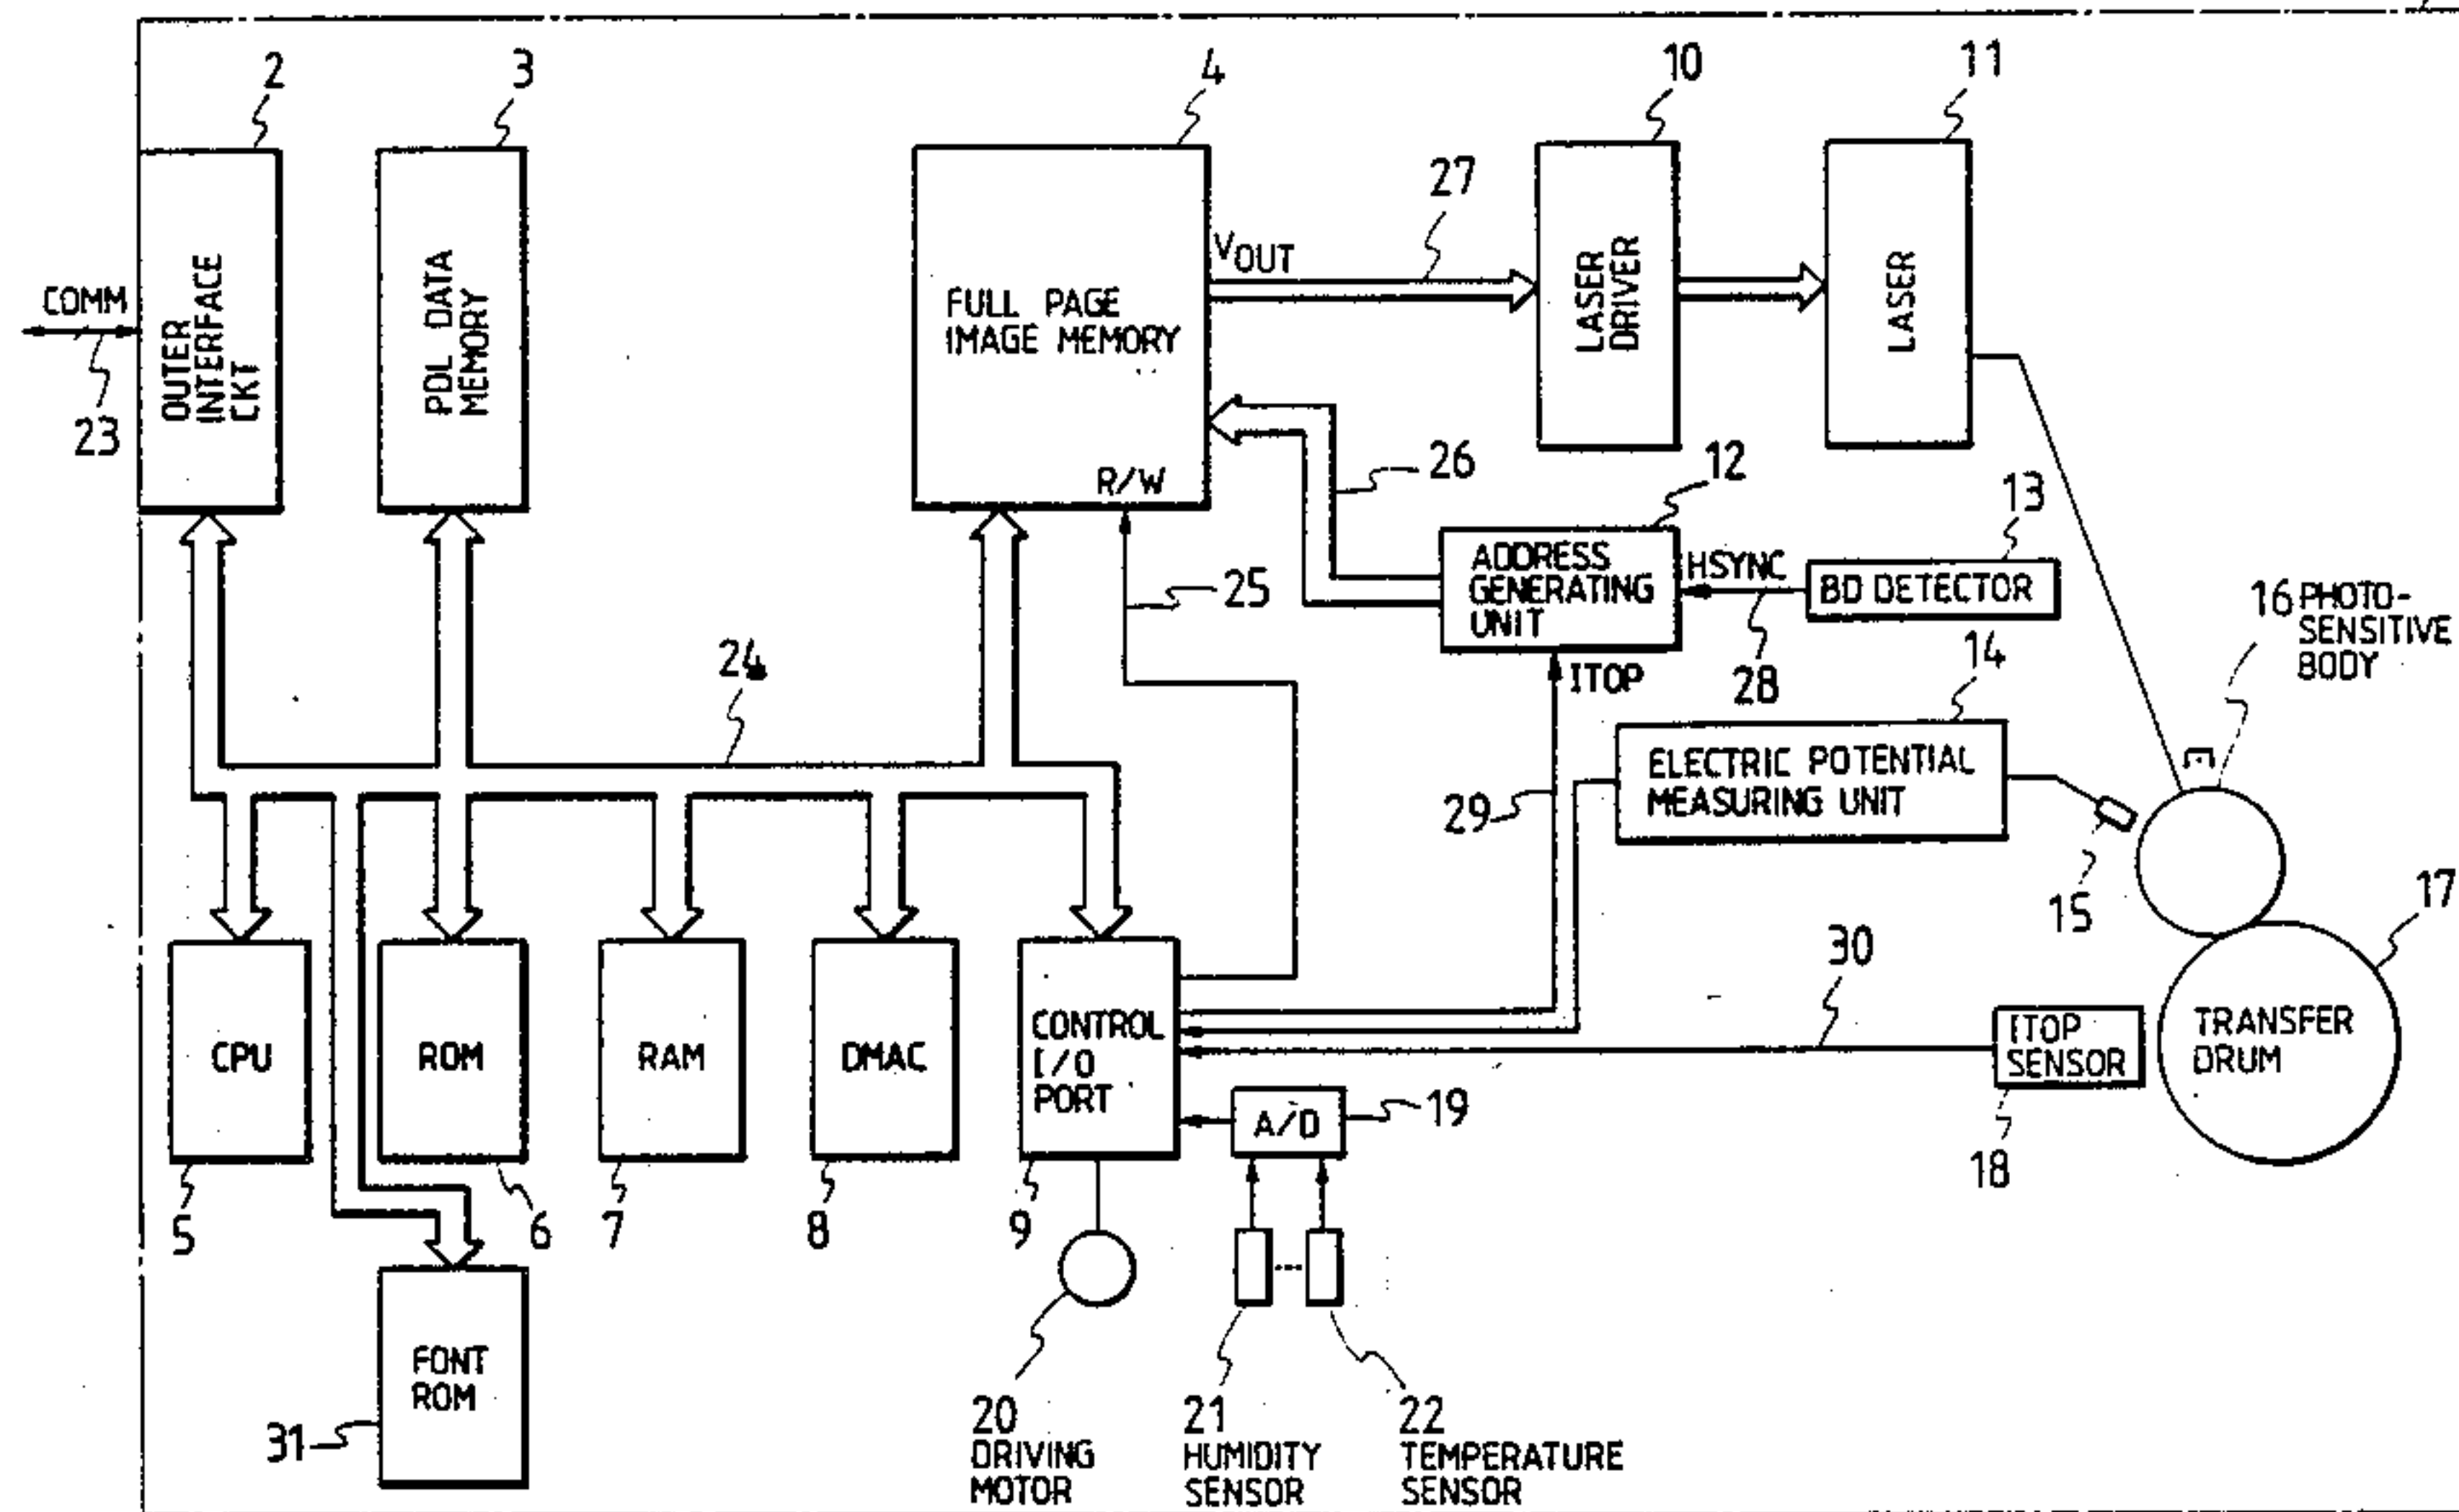 2
3
4
10
11
27
COMM
23
OUTER
INTERFACE
CKT
PDL DATA
MEMORY
FULL PAGE
IMAGE MEMORY
R/W
VOUT
LASER
DRIVER
LASER
26
12
13
25
ADDRESS
GENERATING
UNIT
HSYNC
BD DETECTOR
28
ITOP
16 PHOTO-
SENSITIVE
BODY
24
14
29
ELECTRIC POTENTIAL
MEASURING UNIT
15
17
30
CPU
ROM
RAM
DMAC
CONTROL
I/O
PORT
ITOP
SENSOR
TRANSFER
DRUM
A/D
19
18
5
6
7
8
9
FONT
ROM
31
20
DRIVING
MOTOR
21
HUMIDITY
SENSOR
22
TEMPERATURE
SENSOR